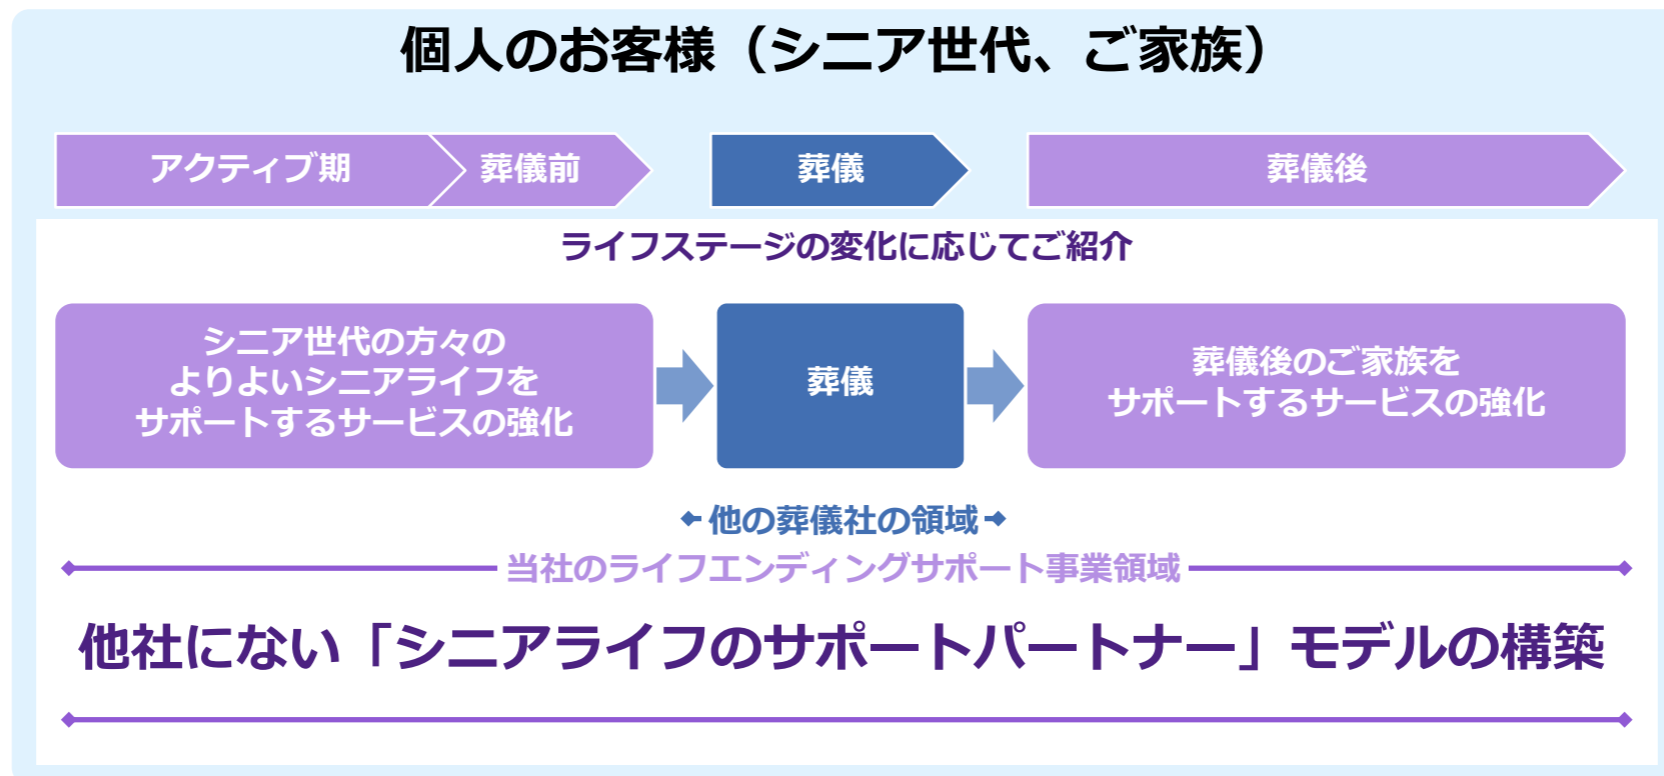 個人のお客様（シニア世代、ご家族）
アクティブ期
葬儀前
葬儀
葬儀後
ライフステージの変化に応じてご紹介
シニア世代の方々の
よりよいシニアライフを
サポートするサービスの強化
葬儀
葬儀後のご家族を
サポートするサービスの強化
他の葬儀社の領域
当社のライフエンディングサポート事業領域
他社にない「シニアライフのサポートパートナー」モデルの構築